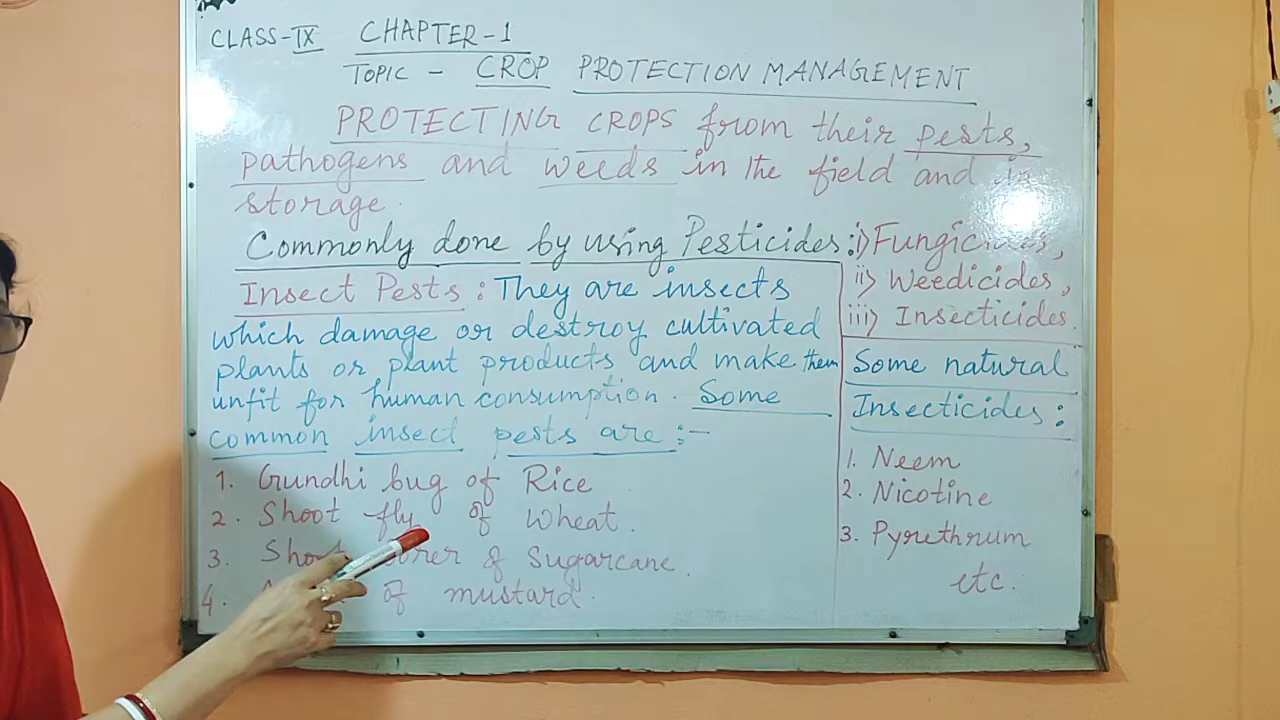 CLASS-IX CHAPTER-1
TOPIC - CROP PROTECTION MANAGEMENT
PROTECTING CROPS from their pests,
pathogens and weeds in the field and in
storage.
Commonly done by using Pesticides: i) Fungicides,
ii) Weedicides,
iii) Insecticides.
Insect Pests: They are insects
which damage or destroy cultivated
plants or plant products and make them
unfit for human consumption. Some
common insect pests are :-
1. Gundhi bug of Rice
2. Shoot fly of Wheat.
3. Shoot borer of Sugarcane.
4. of mustard.
Some natural
Insecticides:
1. Neem
2. Nicotine
3. Pyrethrum
etc.